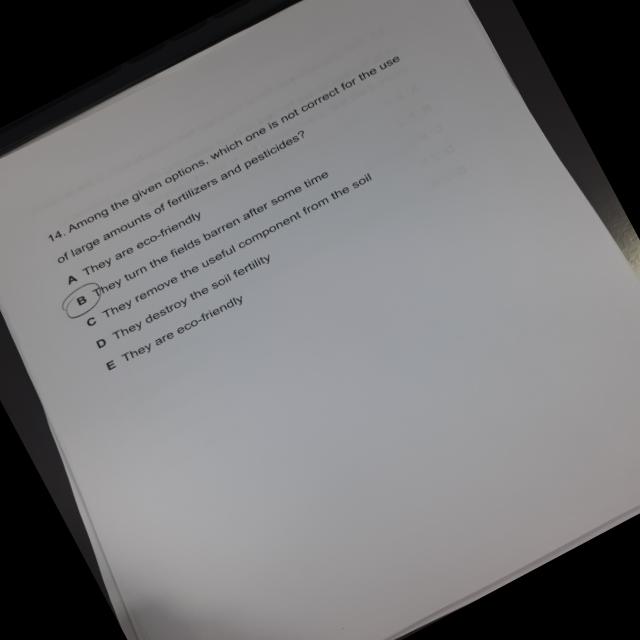 14. Among the given options, which one is not correct for the use
of large amounts of fertilizers and pesticides?
A They are eco-friendly
B They turn the fields barren after some time
C They remove the useful component from the soil
D They destroy the soil fertility
E They are eco-friendly